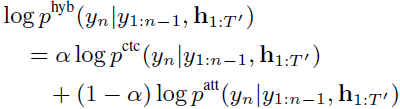 log p^hyb(y_n|y_{1:n−1}, h_{1:T′})
= α log p^ctc(y_n|y_{1:n−1}, h_{1:T′})
+ (1 − α) log p^att(y_n|y_{1:n−1}, h_{1:T′})